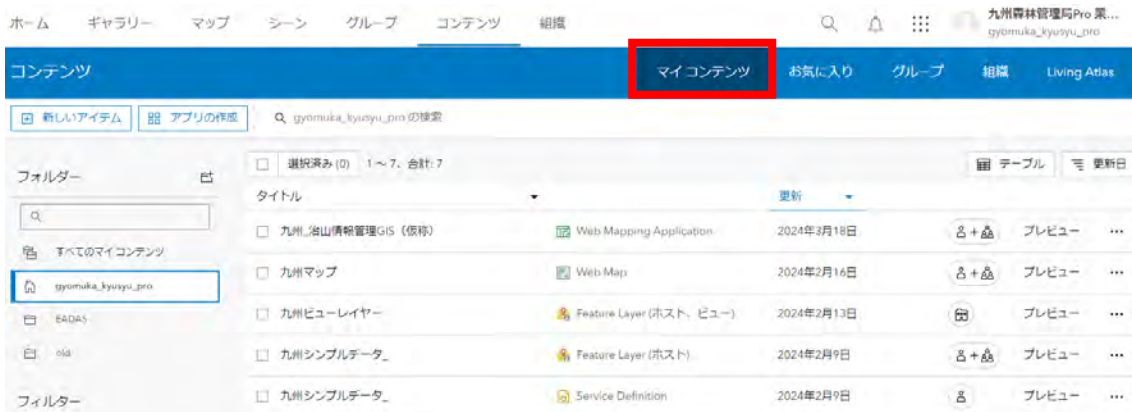 ホーム ギャラリー マップ シーン グループ コンテンツ 組織 九州森林管理局Pro 業...
gyomuka_kyusyu_pro
コンテンツ マイ コンテンツ お気に入り グループ 組織 Living Atlas
新しいアイテム アプリの作成 gyomuka_kyusyu_pro の検索
フォルダー 選択済み (0) 1 ～ 7、合計: 7 テーブル 更新日
タイトル 更新
九州_治山情報管理GIS（仮称） Web Mapping Application 2024年3月18日 プレビュー ...
すべてのマイコンテンツ
九州マップ Web Map 2024年2月16日 プレビュー ...
gyomuka_kyusyu_pro
九州ビューレイヤー Feature Layer (ホスト、ビュー) 2024年2月13日 プレビュー ...
EADAS
九州シンプルデータ_ Feature Layer (ホスト) 2024年2月9日 プレビュー ...
old
九州シンプルデータ_ Service Definition 2024年2月9日 プレビュー ...
フィルター